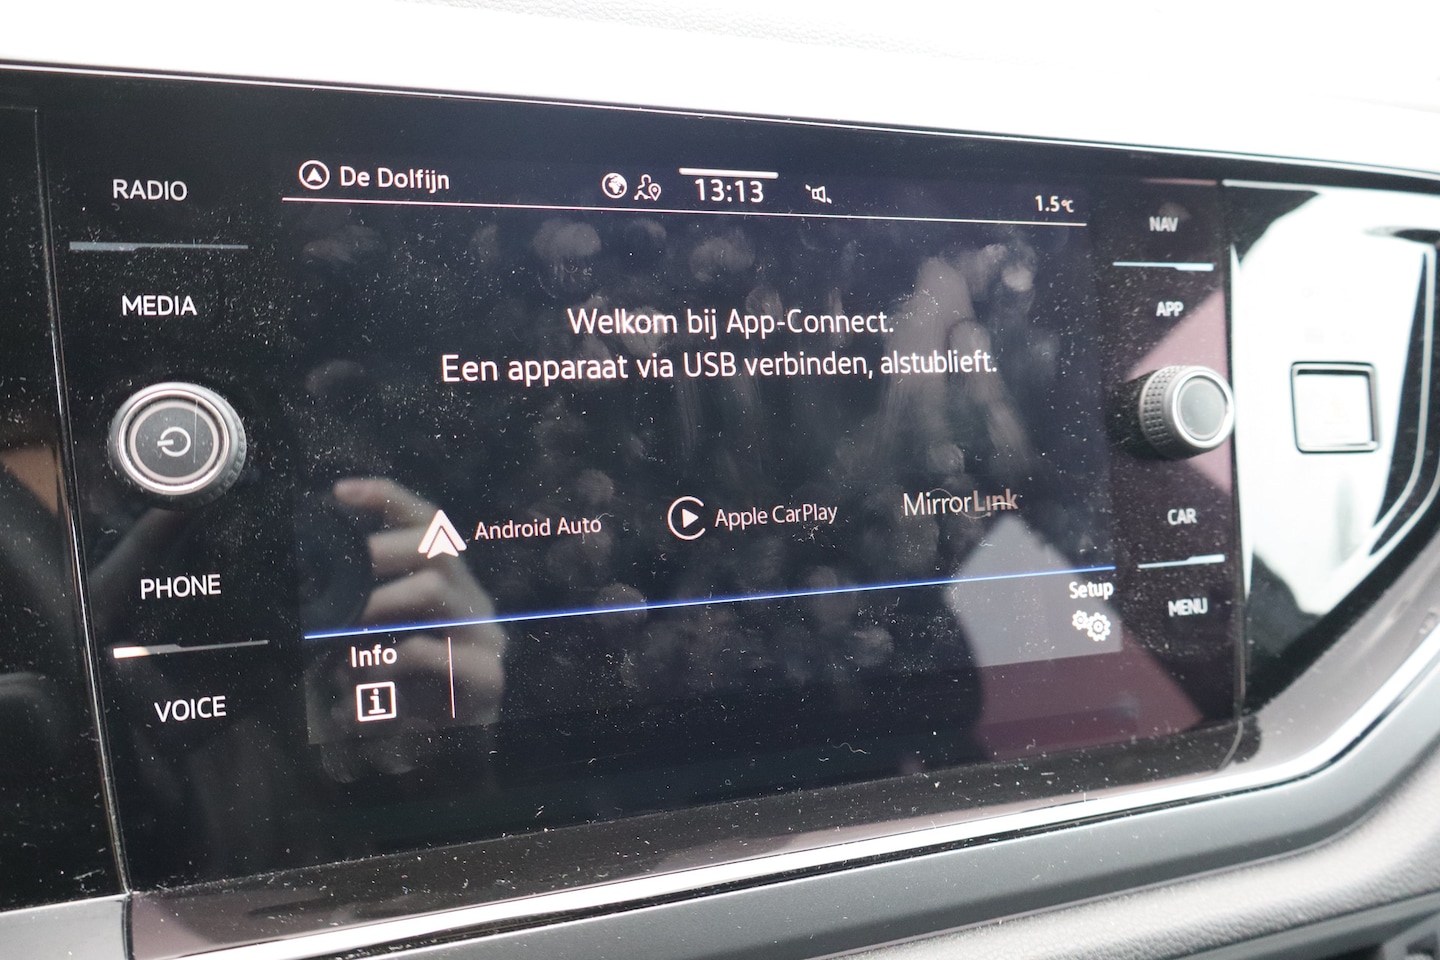 RADIO
MEDIA
PHONE
VOICE
De Dolfijn
13:13
1.5°C
Welkom bij App-Connect.
Een apparaat via USB verbinden, alstublieft.
Android Auto
Apple CarPlay
MirrorLink
Setup
Info
i
NAV
APP
CAR
MENU